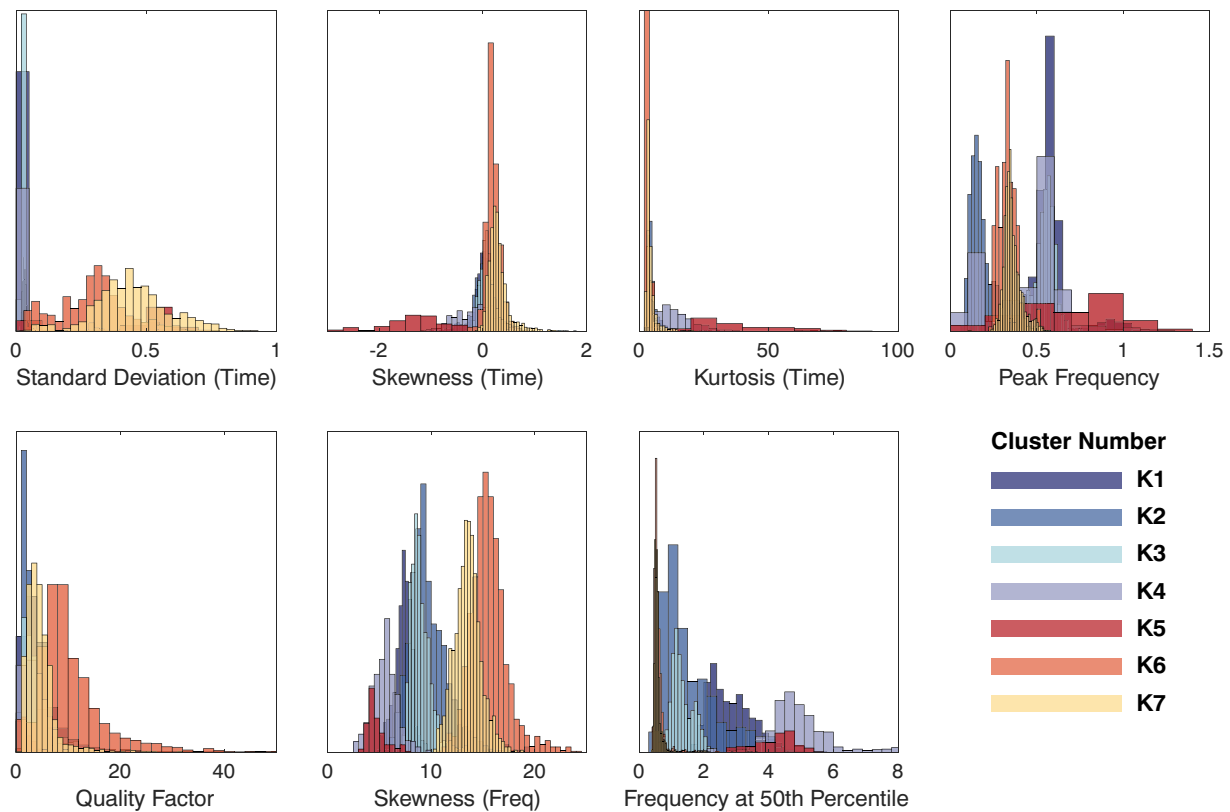 0 0.5 1
Standard Deviation (Time)
-2 0 2
Skewness (Time)
0 50 100
Kurtosis (Time)
0 0.5 1 1.5
Peak Frequency
0 20 40
Quality Factor
0 10 20
Skewness (Freq)
0 2 4 6 8
Frequency at 50th Percentile
Cluster Number
K1
K2
K3
K4
K5
K6
K7